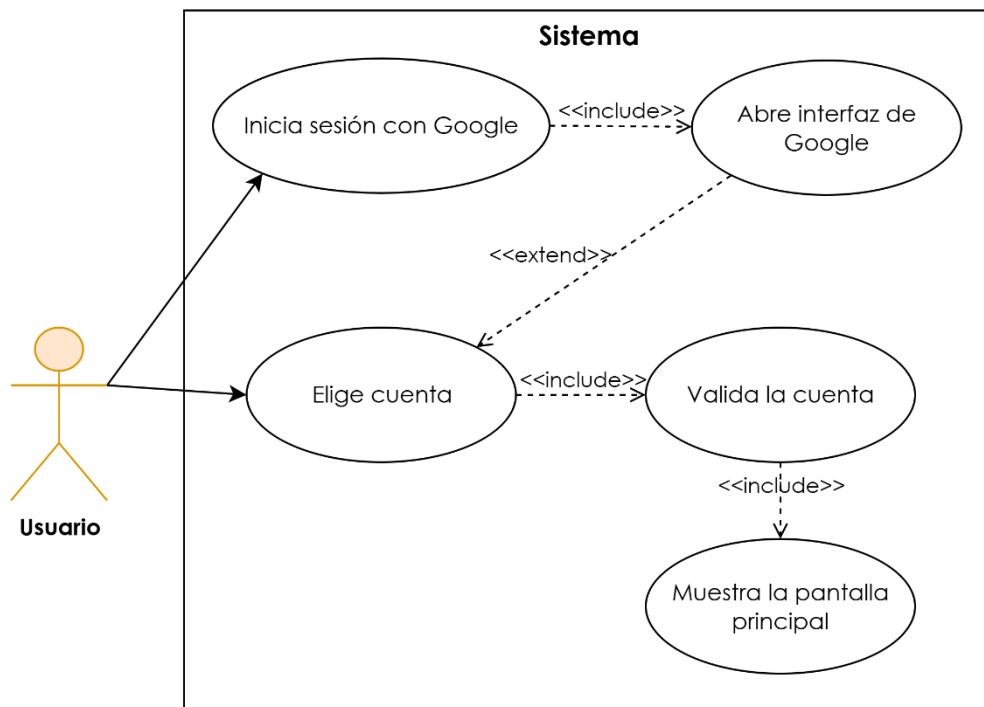 Sistema
Inicia sesión con Google
<<include>>
Abre interfaz de
Google
<<extend>>
Elige cuenta
<<include>>
Valida la cuenta
<<include>>
Usuario
Muestra la pantalla
principal